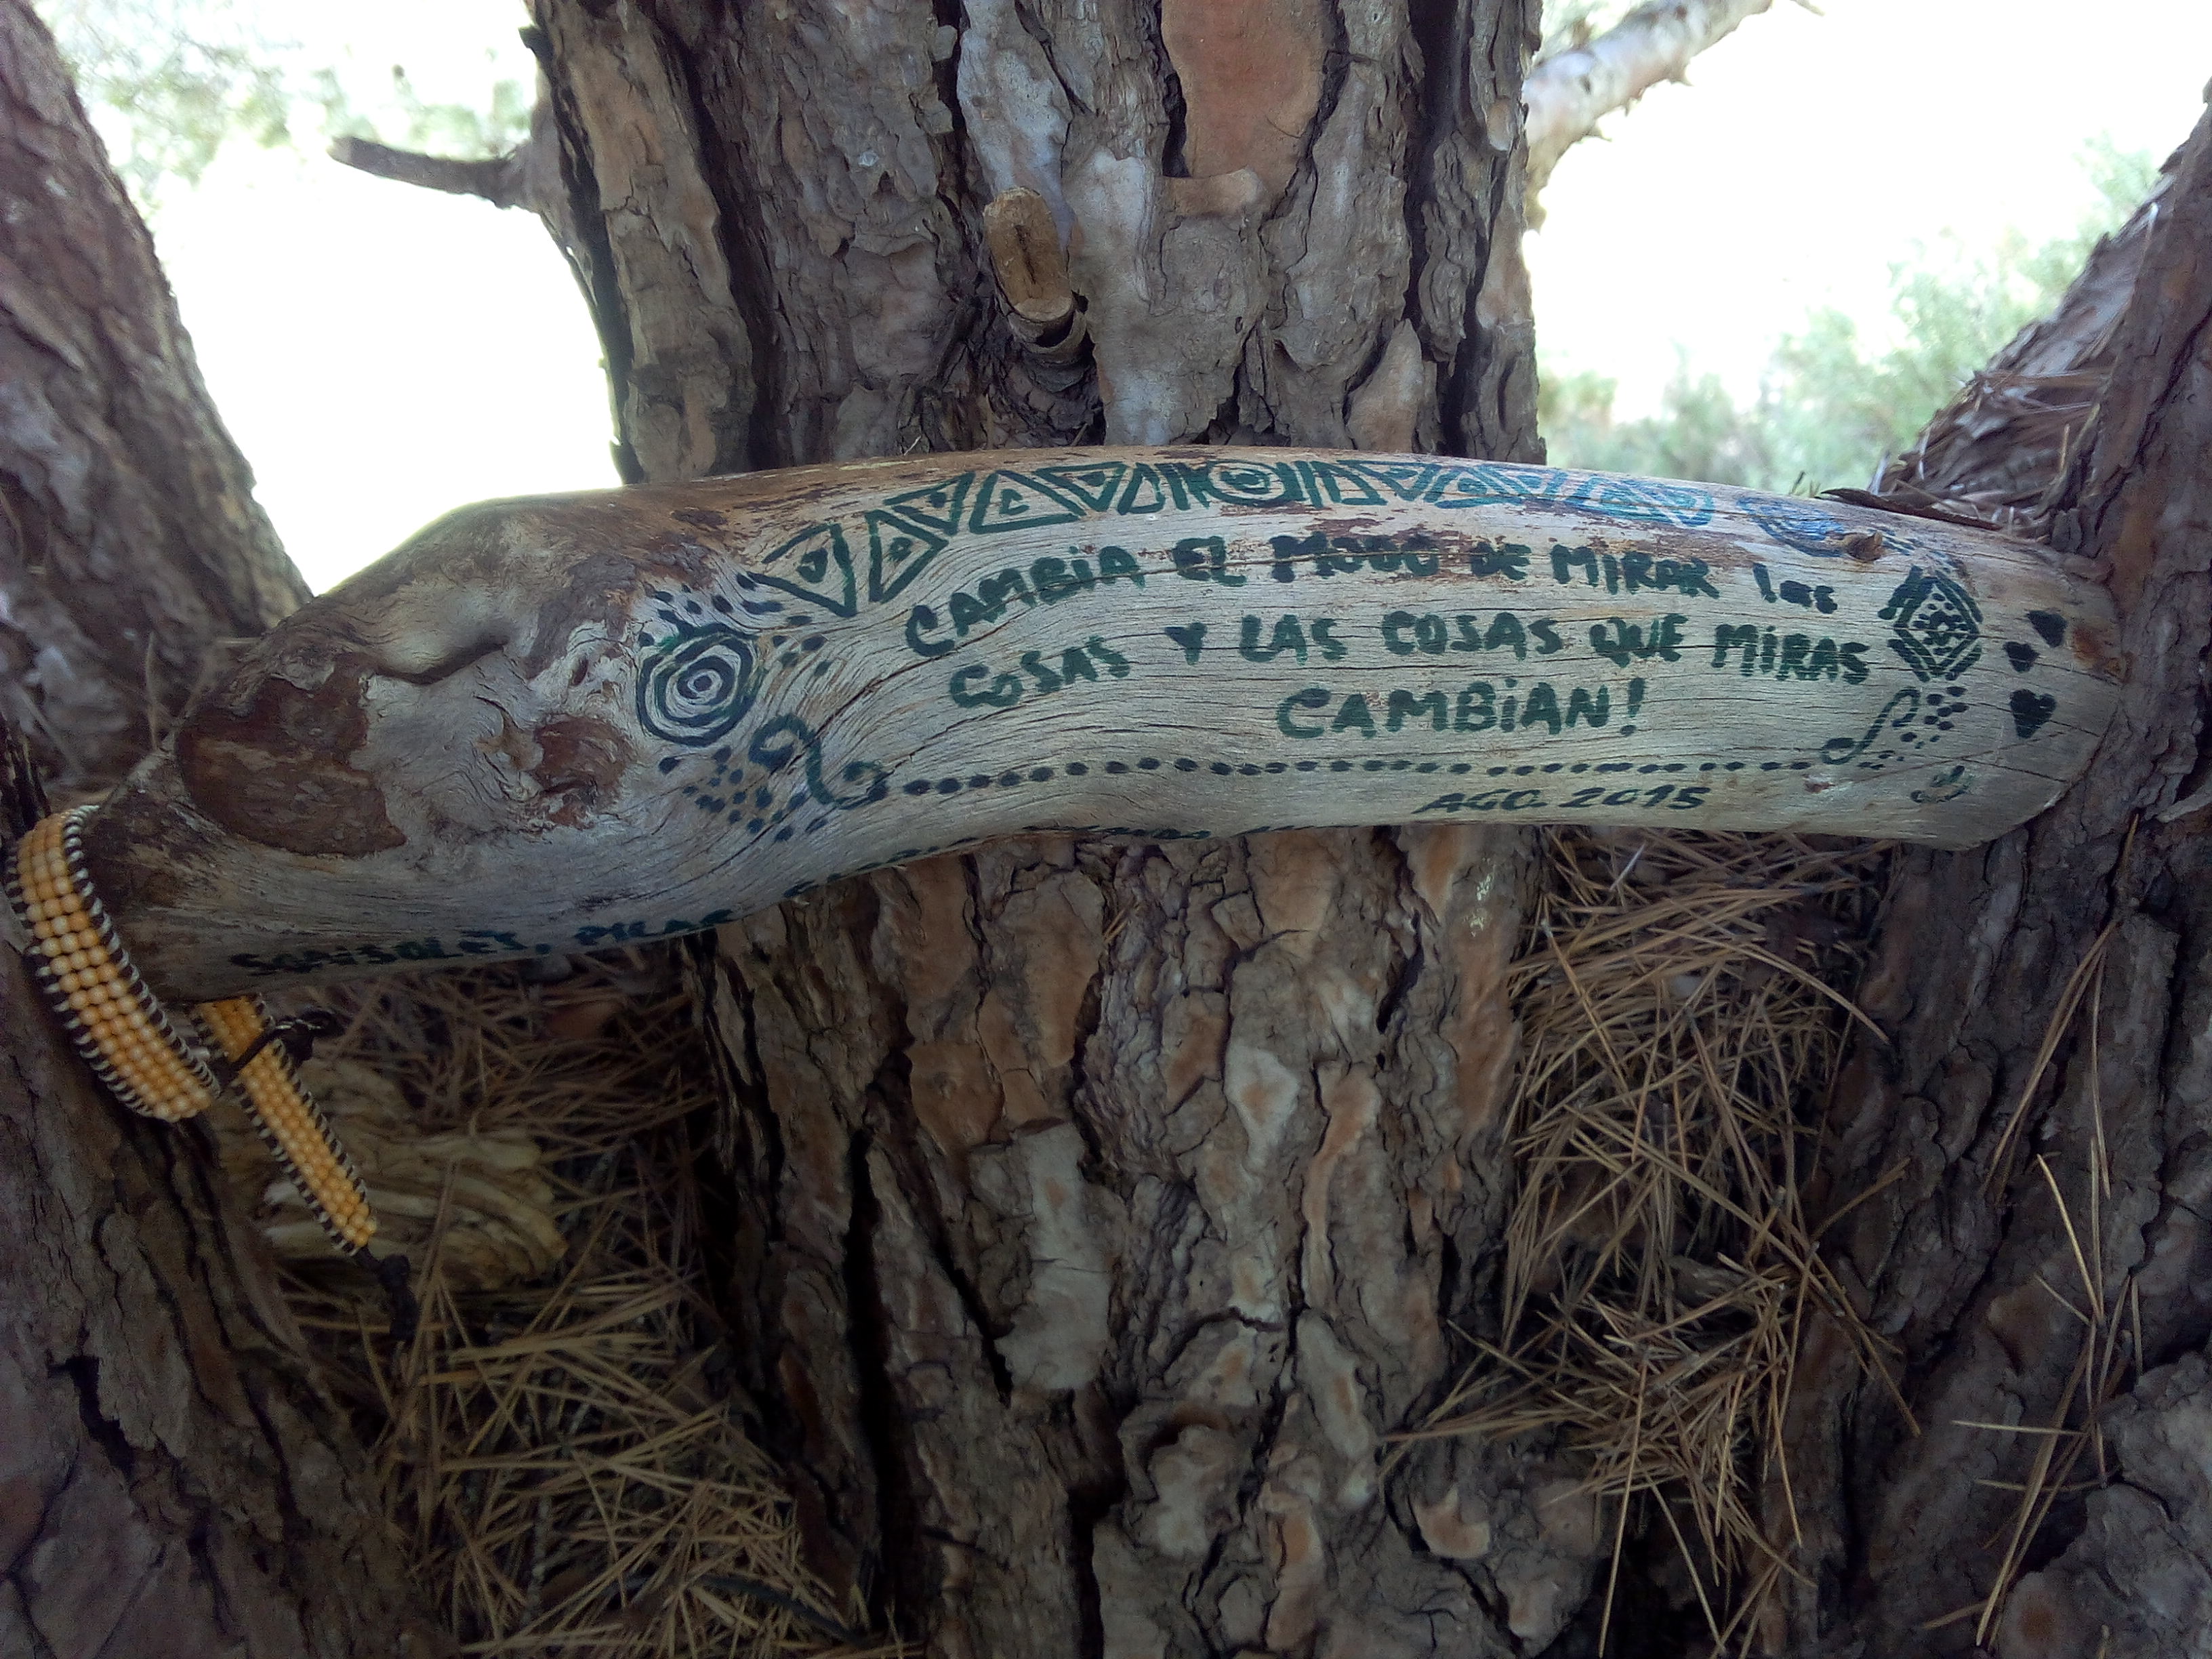 CAMBIA EL MODO DE MIRAR las
COSAS Y LAS COSAS QUE MIRAS
CAMBIAN!
AGO. 2015